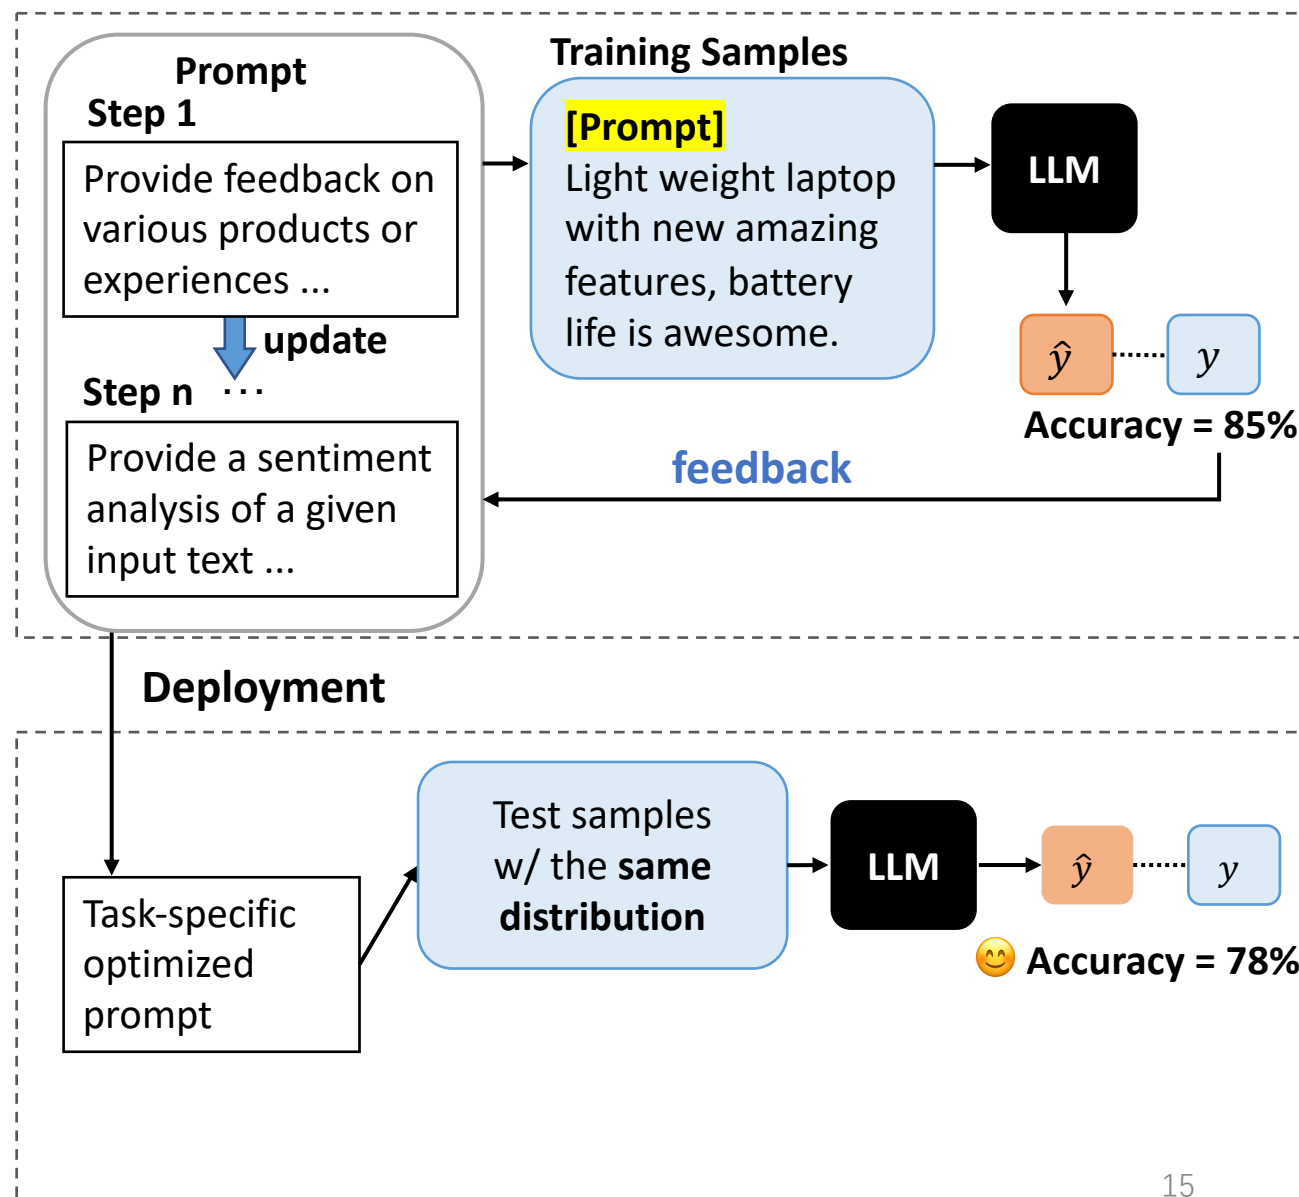 Prompt
Step 1
Provide feedback on
various products or
experiences ...
update
Step n ...
Provide a sentiment
analysis of a given
input text ...
Training Samples
[Prompt]
Light weight laptop
with new amazing
features, battery
life is awesome.
LLM
ŷ
y
Accuracy = 85%
feedback
Deployment
Task-specific
optimized
prompt
Test samples
w/ the same
distribution
LLM
ŷ
y
😊 Accuracy = 78%
15